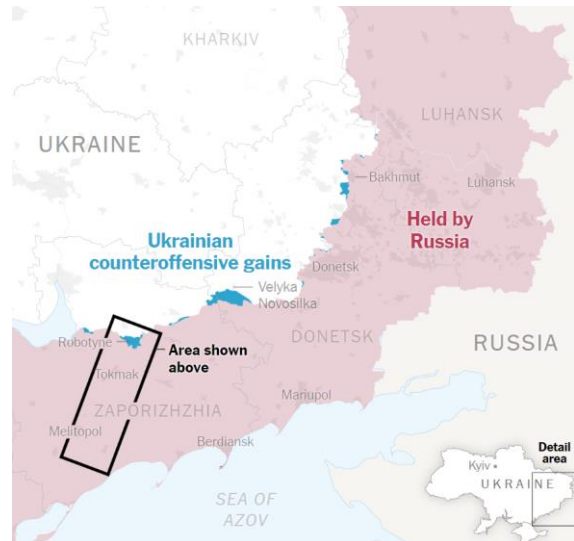 KHARKIV
UKRAINE
LUHANSK
Bakhmut
Luhansk
Held by
Russia
Ukrainian
counteroffensive gains
Donetsk
Velyka
Novosilka
DONETSK
RUSSIA
Robotyne
Area shown
above
Tokmak
ZAPORIZHZHIA
Mariupol
Melitopol
Berdiansk
SEA OF
AZOV
Detail
area
Kyiv
UKRAINE